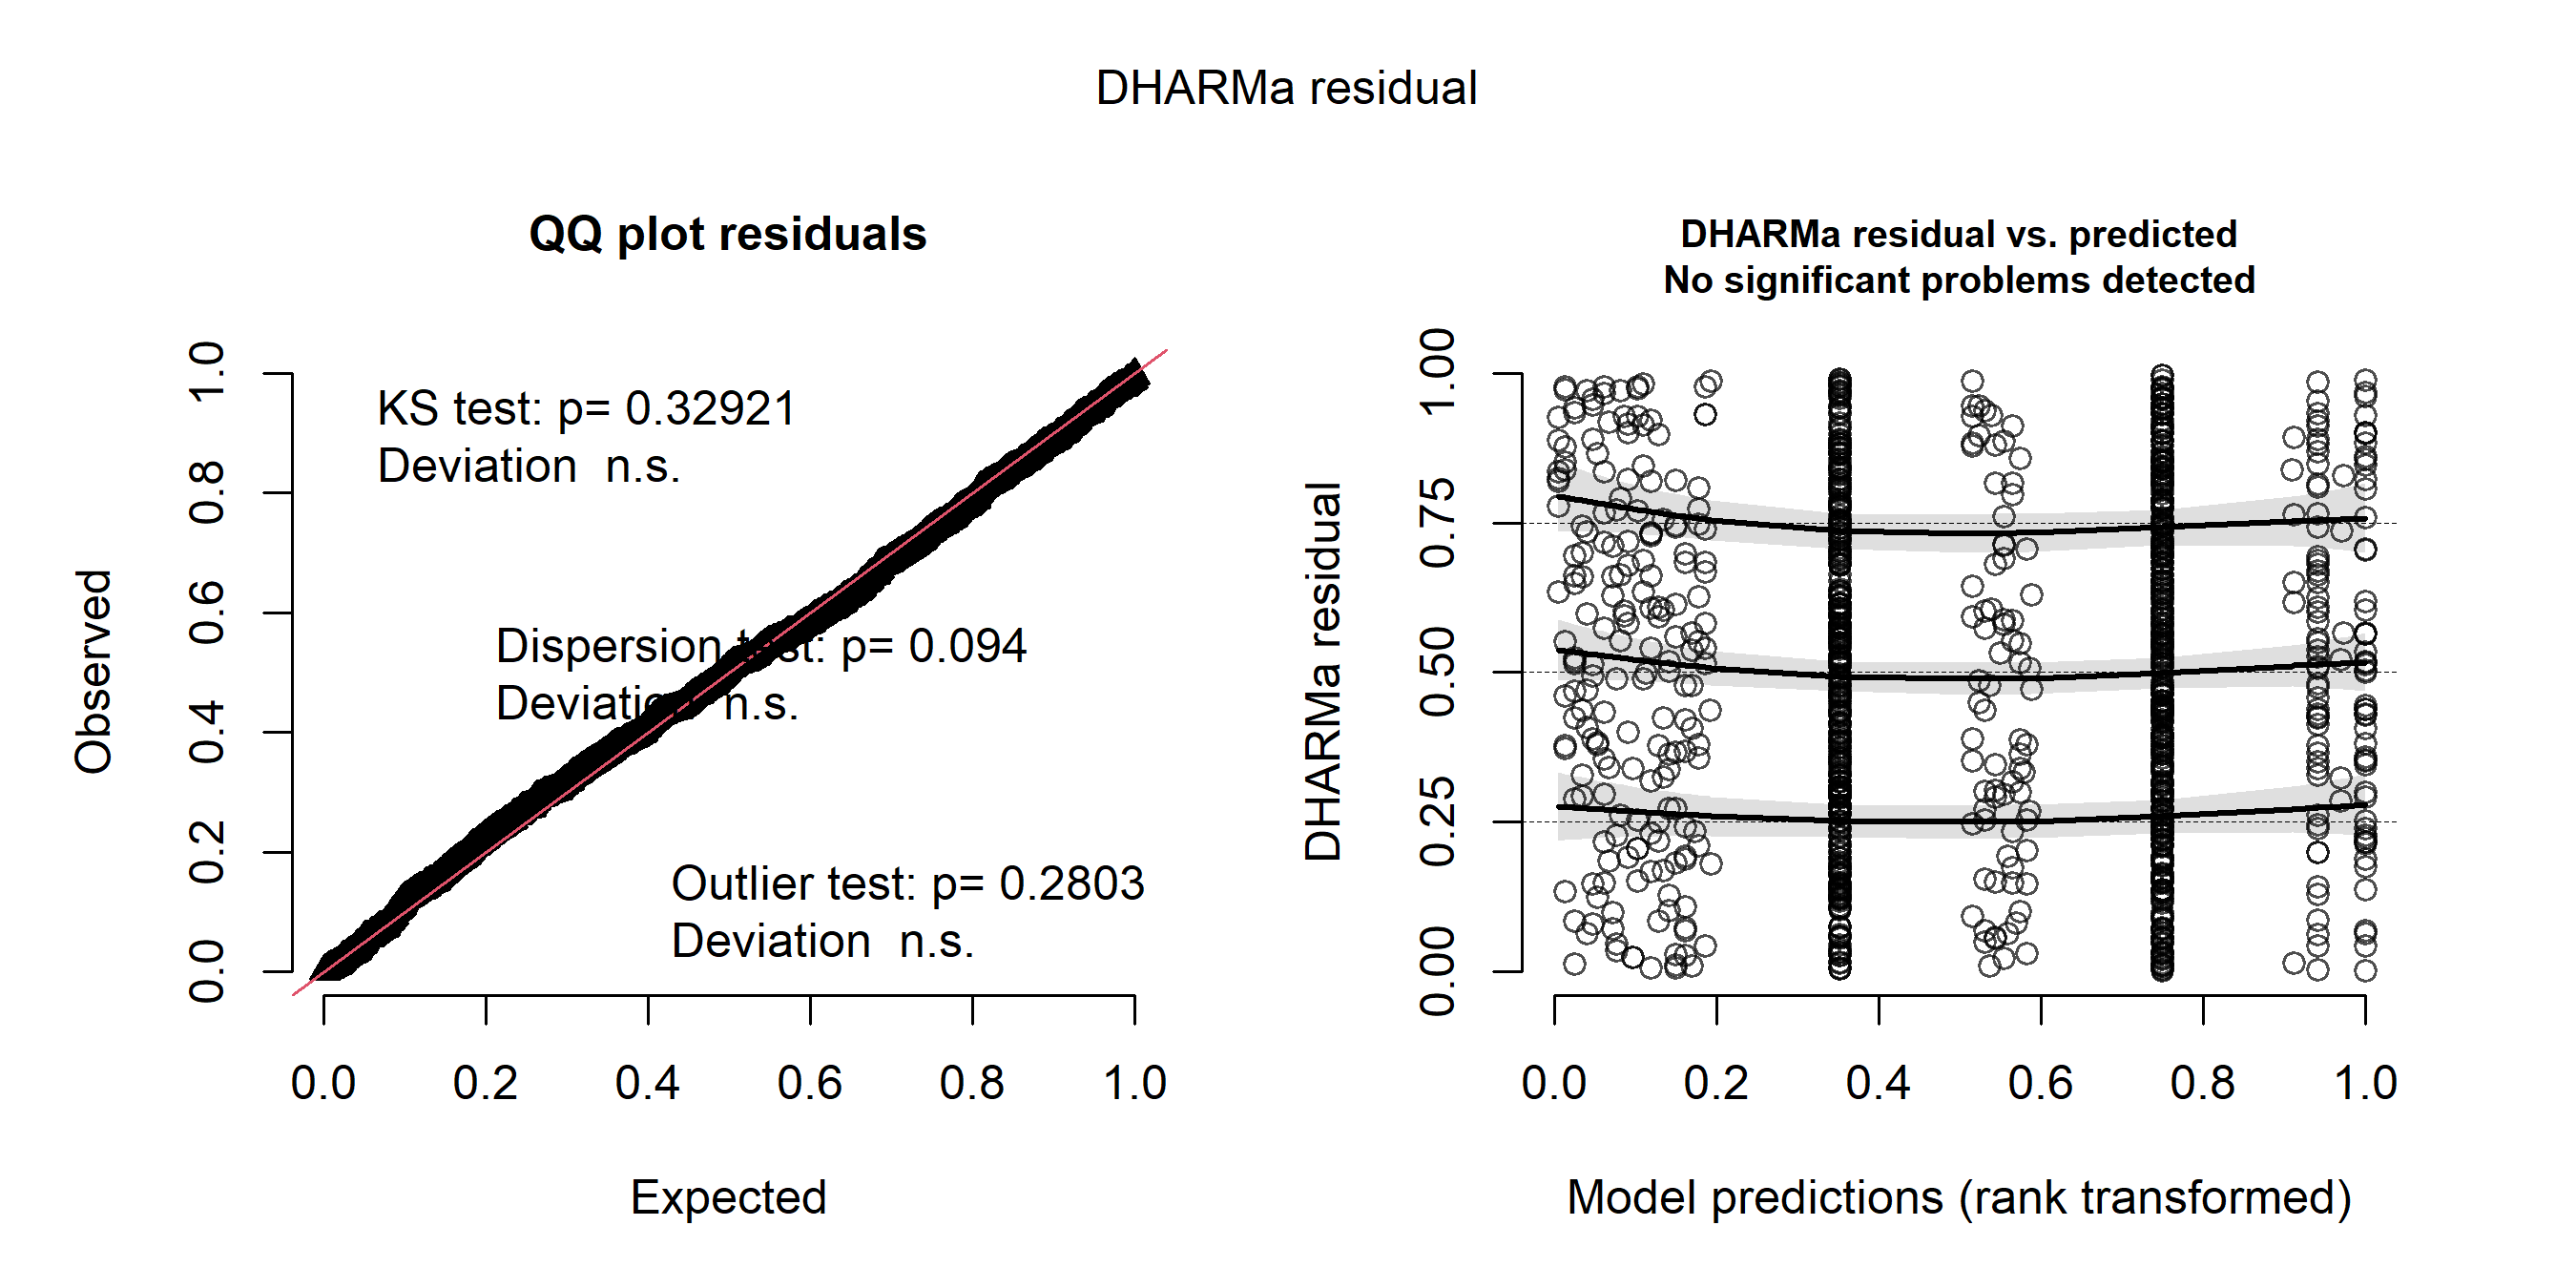 DHARMa residual
QQ plot residuals
KS test: p= 0.32921
Deviation  n.s.
Dispersion test: p= 0.094
Deviation  n.s.
Outlier test: p= 0.2803
Deviation  n.s.
Observed
0.0 0.2 0.4 0.6 0.8 1.0
0.0 0.2 0.4 0.6 0.8 1.0
Expected
DHARMa residual vs. predicted
No significant problems detected
DHARMa residual
0.00 0.25 0.50 0.75 1.00
0.0 0.2 0.4 0.6 0.8 1.0
Model predictions (rank transformed)